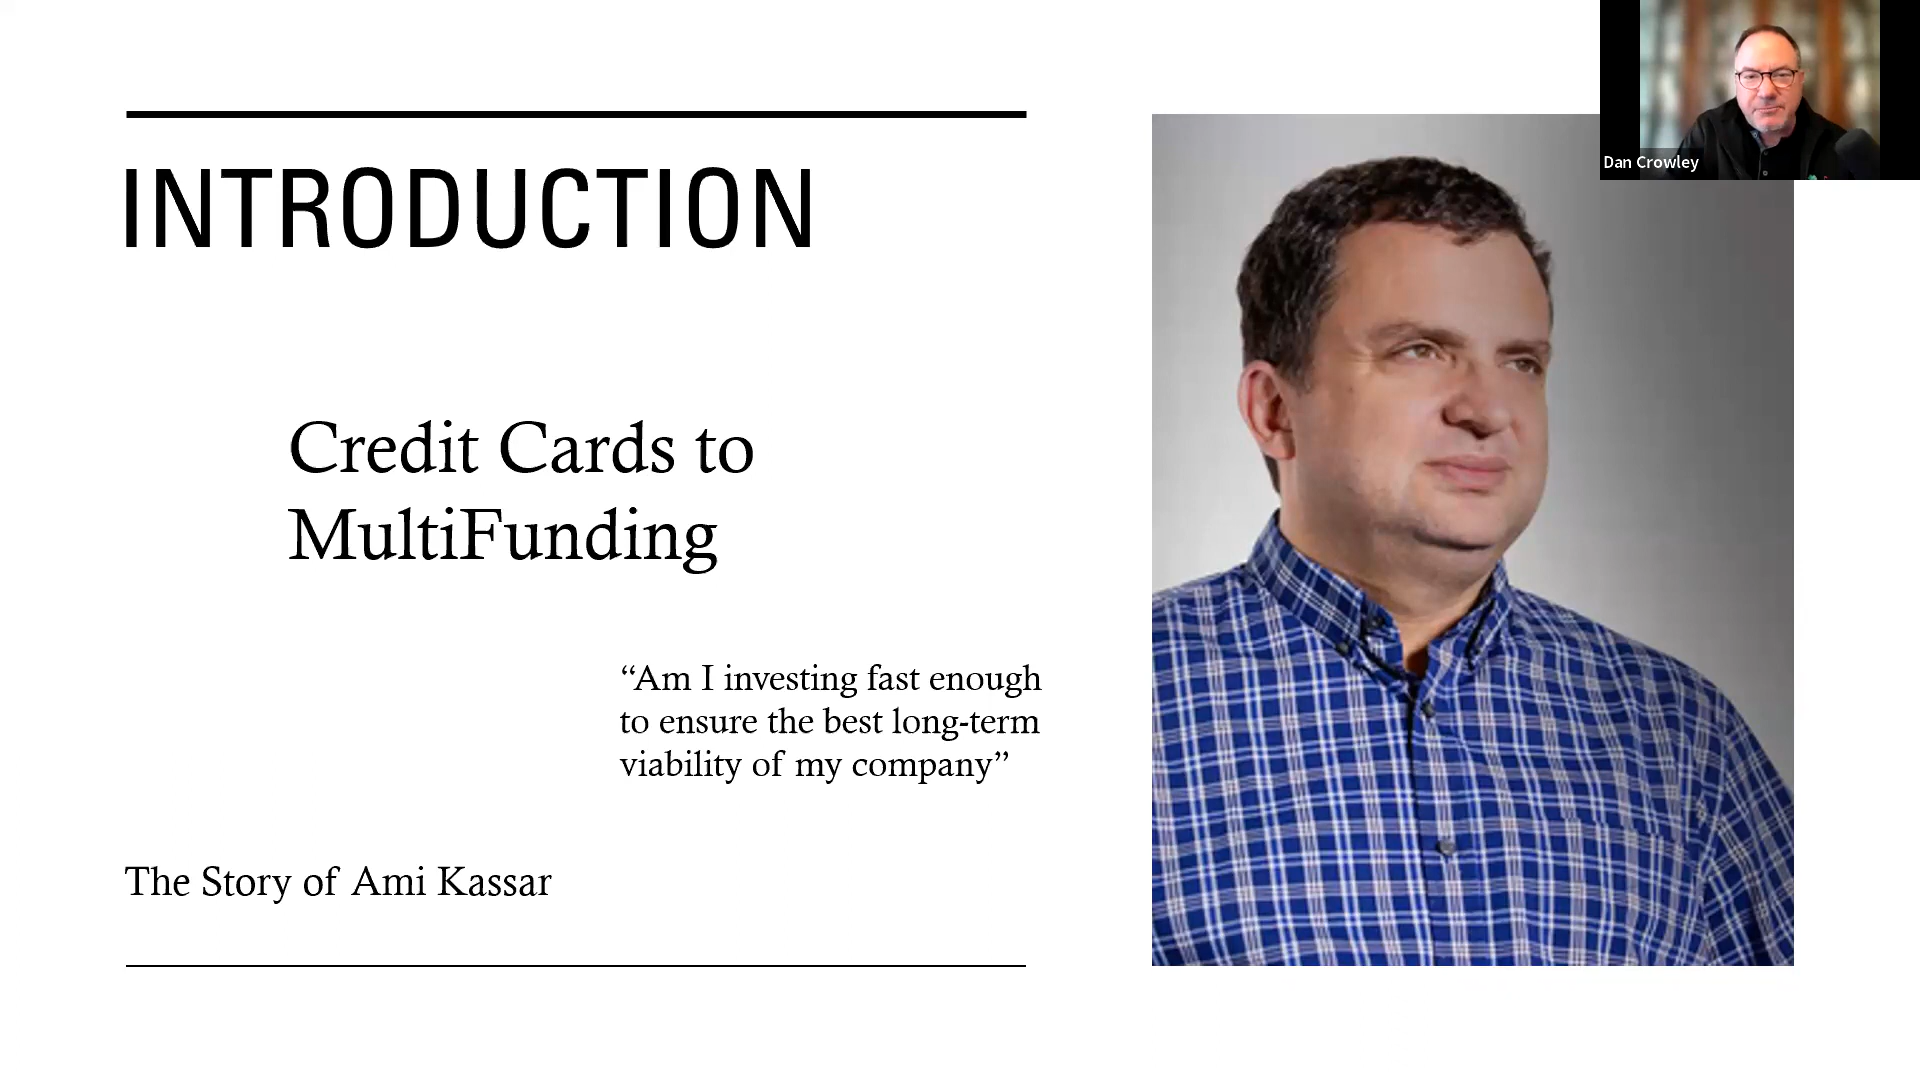 INTRODUCTION
Credit Cards to
MultiFunding
“Am I investing fast enough
to ensure the best long-term
viability of my company”
The Story of Ami Kassar
Dan Crowley